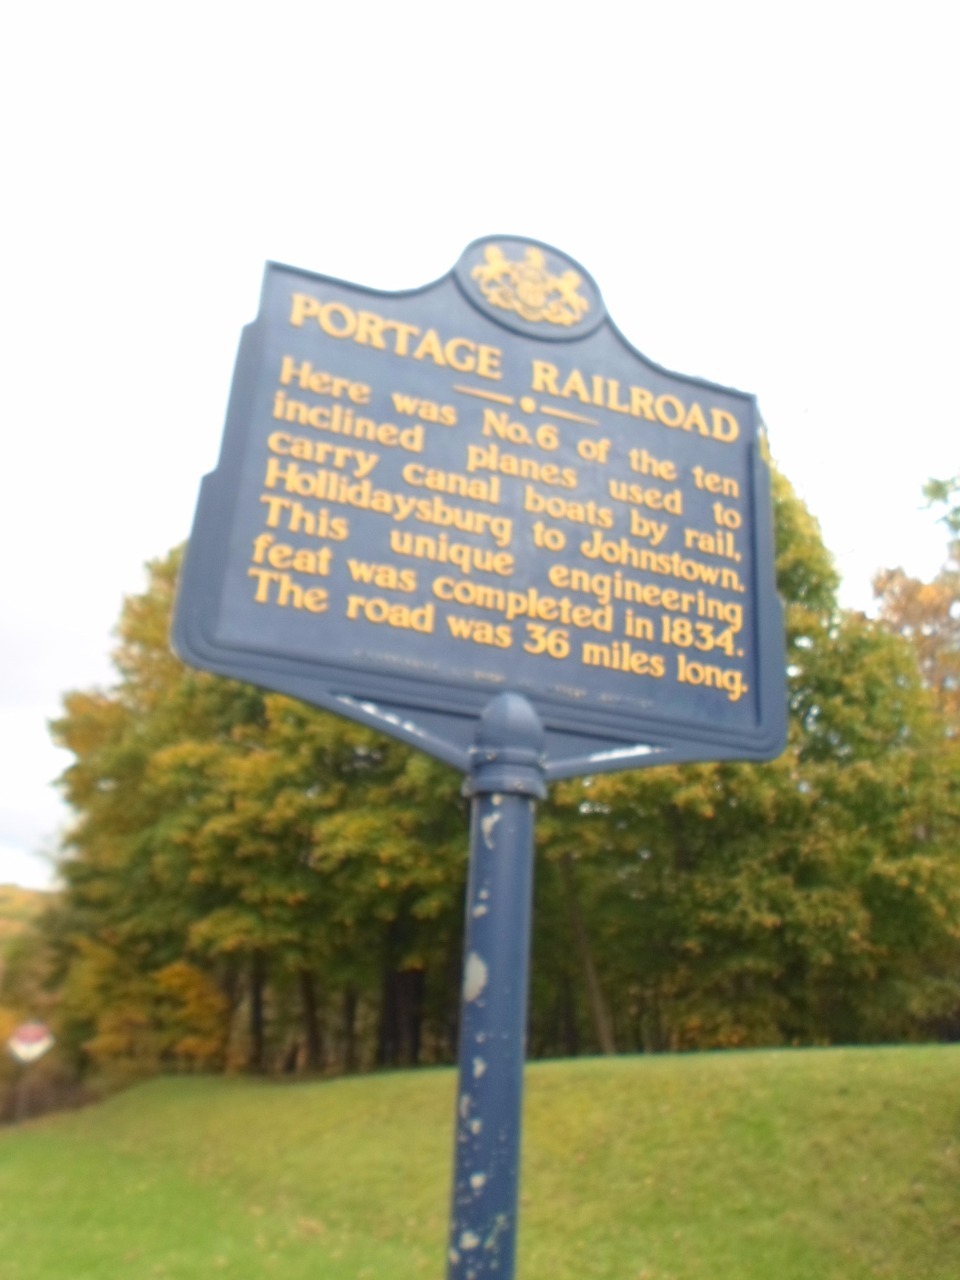 PORTAGE RAILROAD
Here was No.6 of the ten
inclined planes used to
carry canal boats by rail,
Hollidaysburg to Johnstown.
This unique engineering
feat was completed in 1834.
The road was 36 miles long.